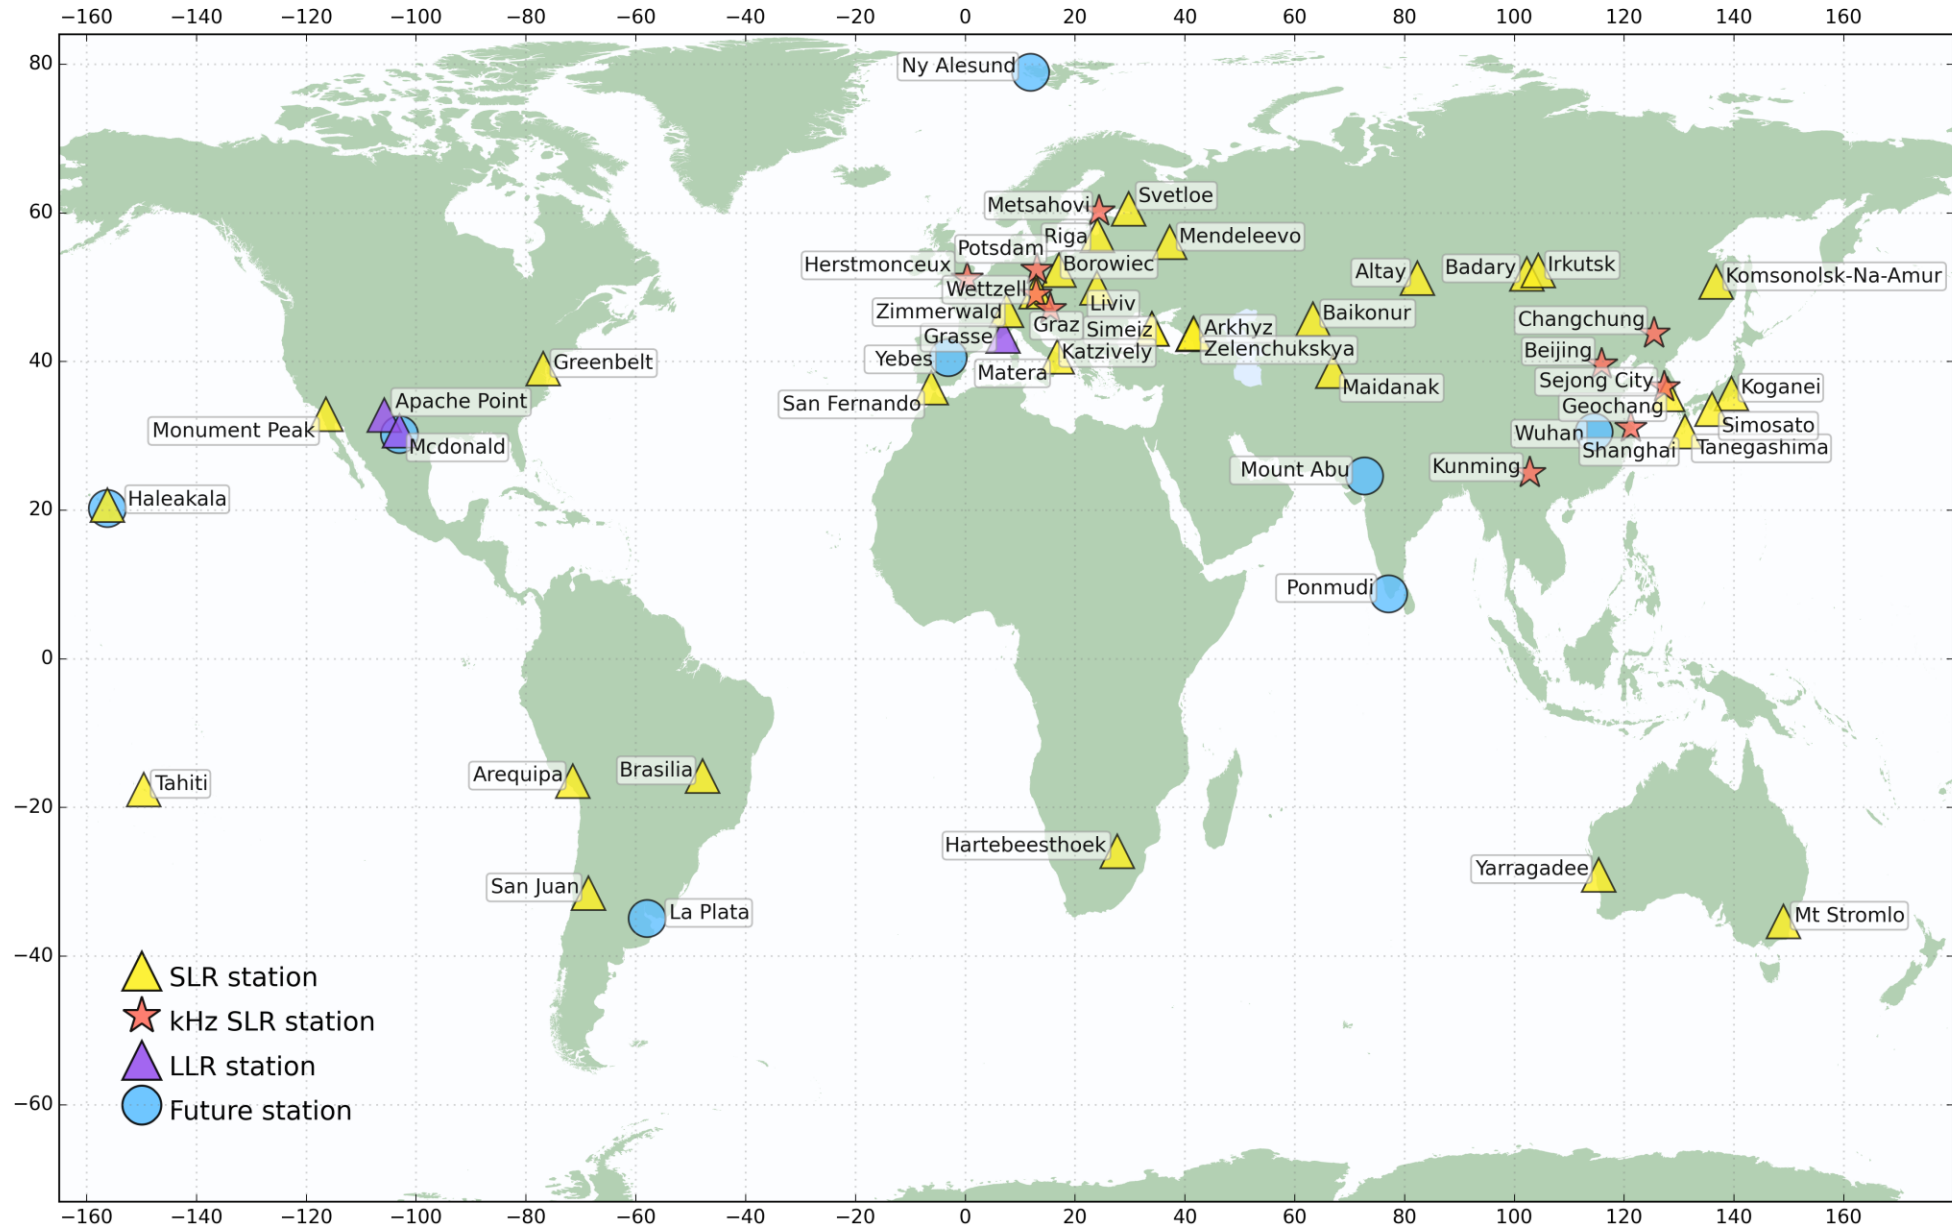 −160 −140 −120 −100 −80 −60 −40 −20 0 20 40 60 80 100 120 140 160
80
60
40
20
0
−20
−40
−60
Ny Alesund
Metsahovi
Svetloe
Riga
Mendeleevo
Potsdam
Herstmonceux
Borowiec
Altay
Badary
Irkutsk
Komsonolsk-Na-Amur
Wettzell
Liviv
Zimmerwald
Graz
Simeiz
Arkhyz
Baikonur
Changchung
Grasse
Katzively
Zelenchukskya
Beijing
Yebes
Matera
Maidanak
Sejong City
Koganei
San Fernando
Geochang
Simosato
Wuhan
Shanghai
Tanegashima
Greenbelt
Apache Point
Monument Peak
Mcdonald
Mount Abu
Kunming
Haleakala
Ponmudi
Tahiti
Arequipa
Brasilia
Hartebeesthoek
Yarragadee
San Juan
La Plata
Mt Stromlo
SLR station
kHz SLR station
LLR station
Future station
−160 −140 −120 −100 −80 −60 −40 −20 0 20 40 60 80 100 120 140 160